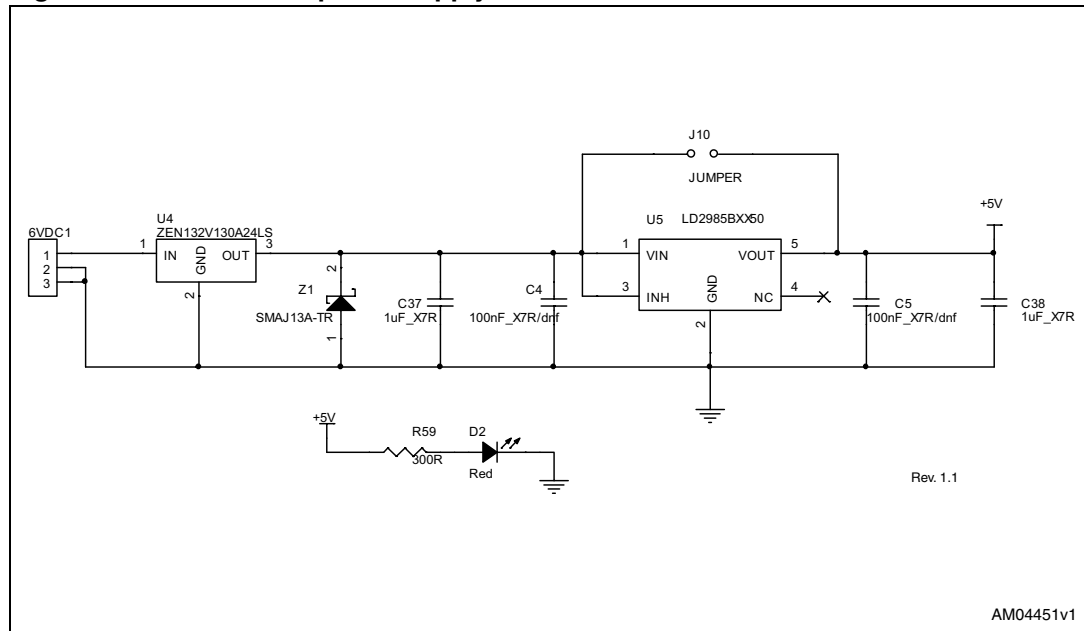 J10
JUMPER
+5V
U4
ZEN132V130A24LS
U5 LD2985BXX50
6VDC1
1
2
3
1
IN
GND
OUT
3
2
1
VIN
VOUT
5
3
INH
GND
NC
4
2
2
Z1
SMAJ13A-TR
1
C37
1uF_X7R
C4
100nF_X7R/dnf
C5
100nF_X7R/dnf
C38
1uF_X7R
+5V
R59
300R
D2
Red
Rev. 1.1
AM04451v1